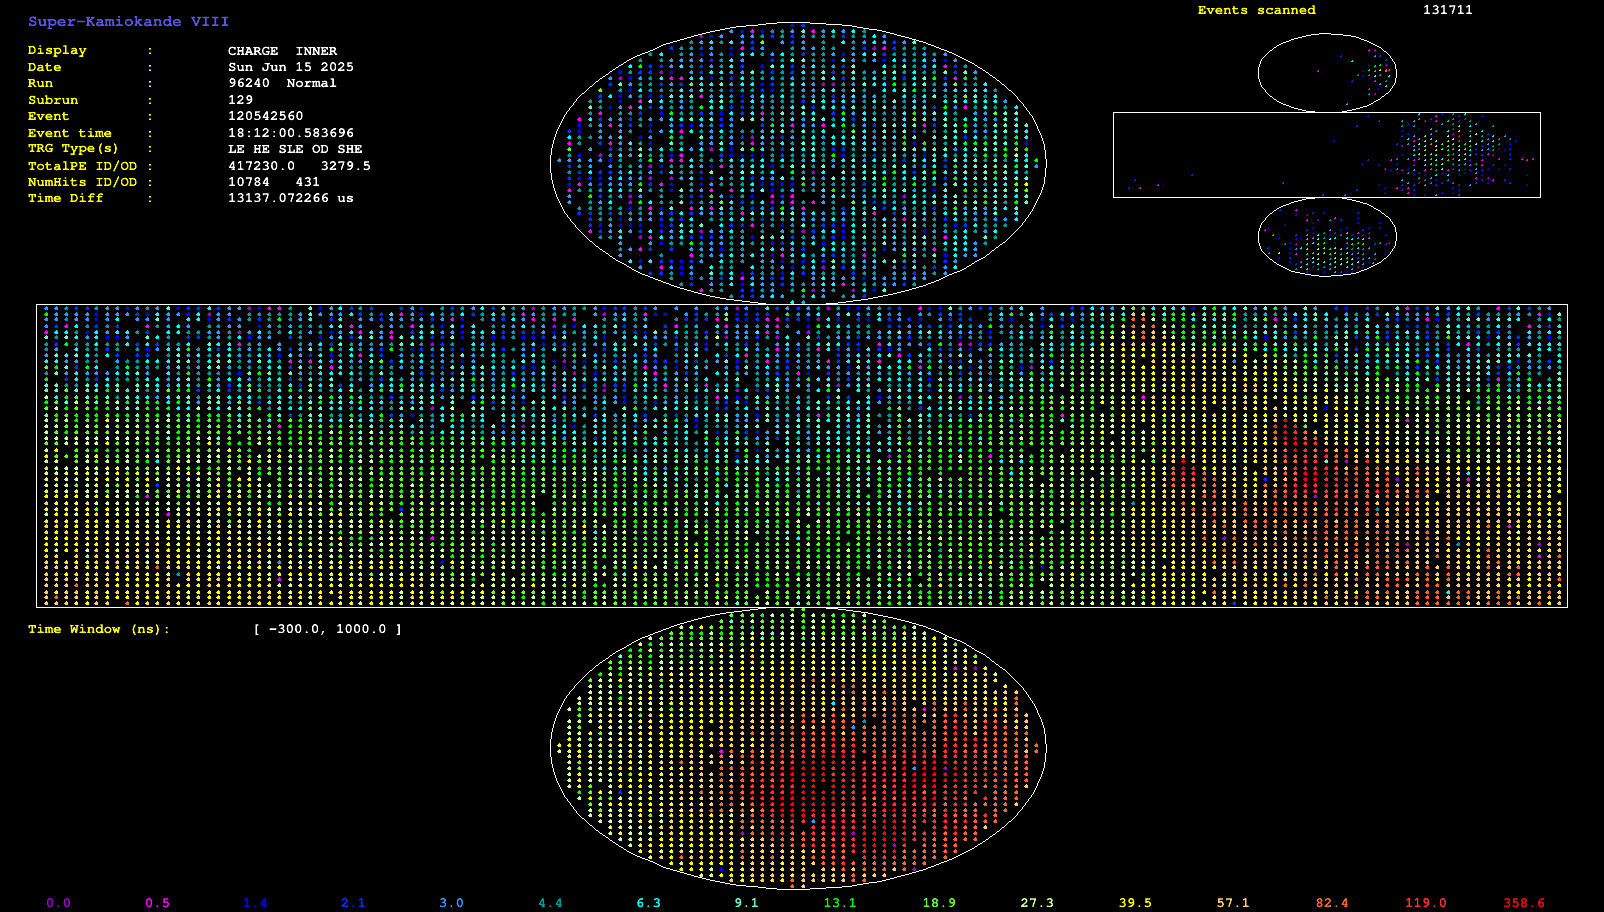 Super-Kamiokande VIII
Events scanned 131711
Display : CHARGE INNER
Date : Sun Jun 15 2025
Run : 96240 Normal
Subrun : 129
Event : 120542560
Event time : 18:12:00.583696
TRG Type(s) : LE HE SLE OD SHE
TotalPE ID/OD : 417230.0 3279.5
NumHits ID/OD : 10784 431
Time Diff : 13137.072266 us
Time Window (ns): [ -300.0, 1000.0 ]
0.0 0.5 1.4 2.1 3.0 4.4 6.3 9.1 13.1 18.9 27.3 39.5 57.1 82.4 119.0 358.6